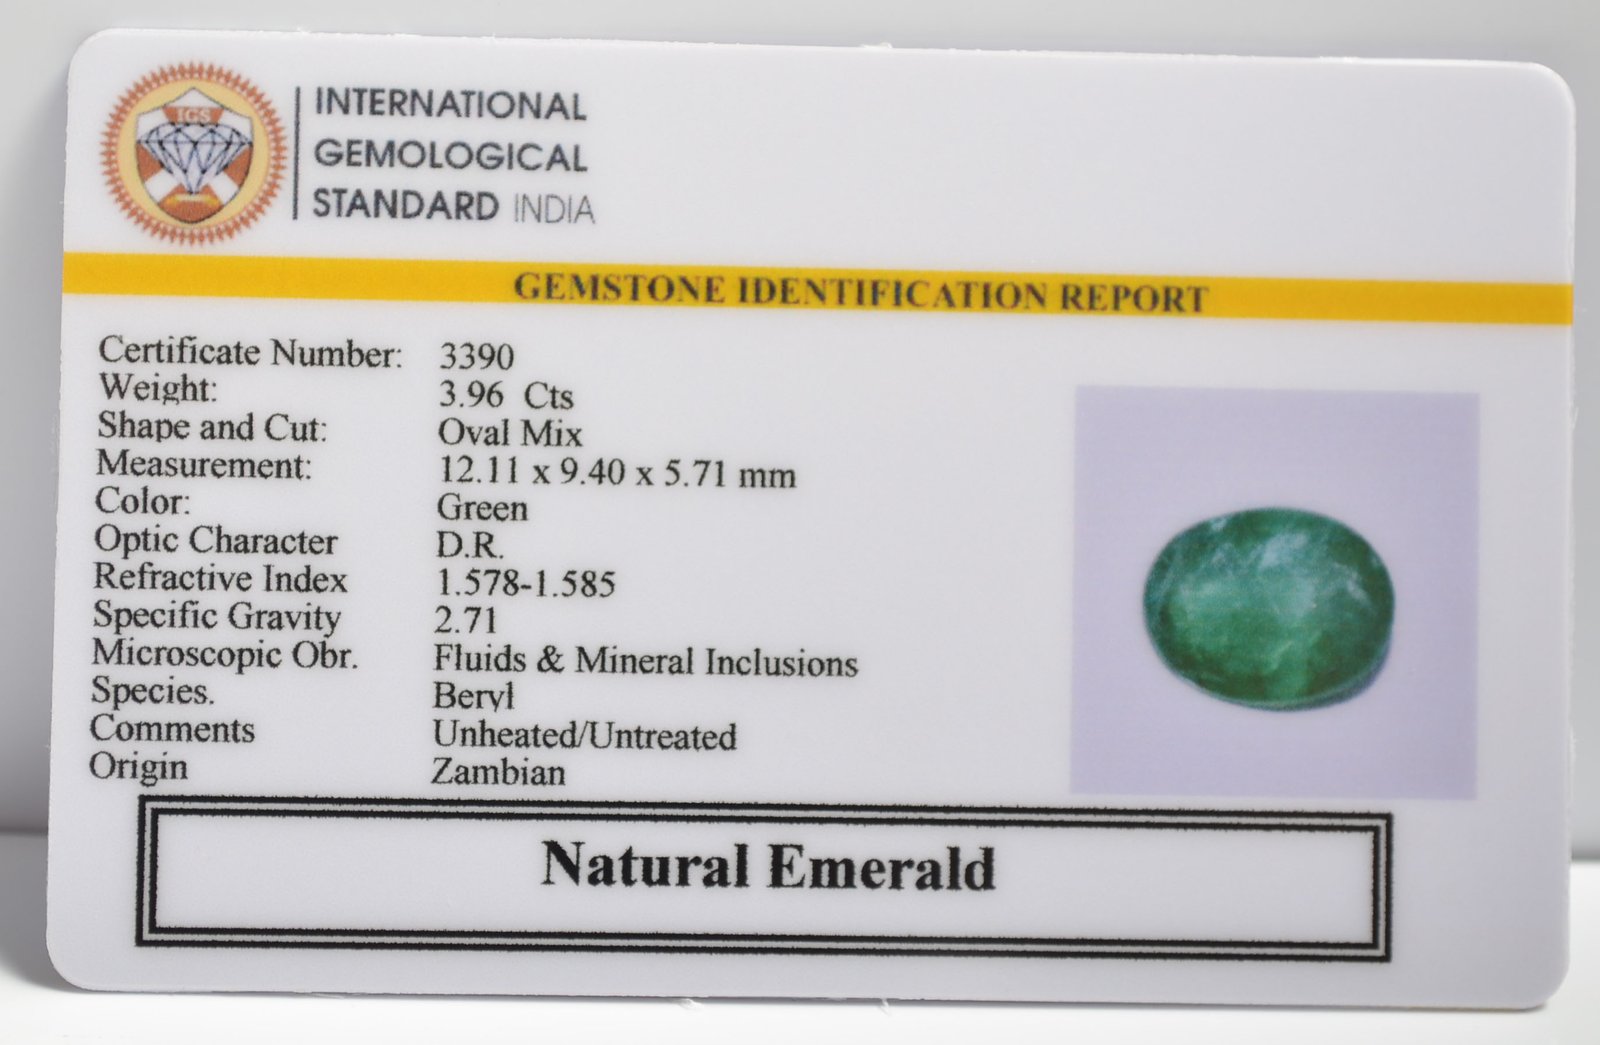 IGS
INTERNATIONAL
GEMOLOGICAL
STANDARD INDIA
GEMSTONE IDENTIFICATION REPORT
Certificate Number: 3390
Weight: 3.96 Cts
Shape and Cut: Oval Mix
Measurement: 12.11 x 9.40 x 5.71 mm
Color: Green
Optic Character D.R.
Refractive Index 1.578-1.585
Specific Gravity 2.71
Microscopic Obr. Fluids & Mineral Inclusions
Species. Beryl
Comments Unheated/Untreated
Origin Zambian
Natural Emerald